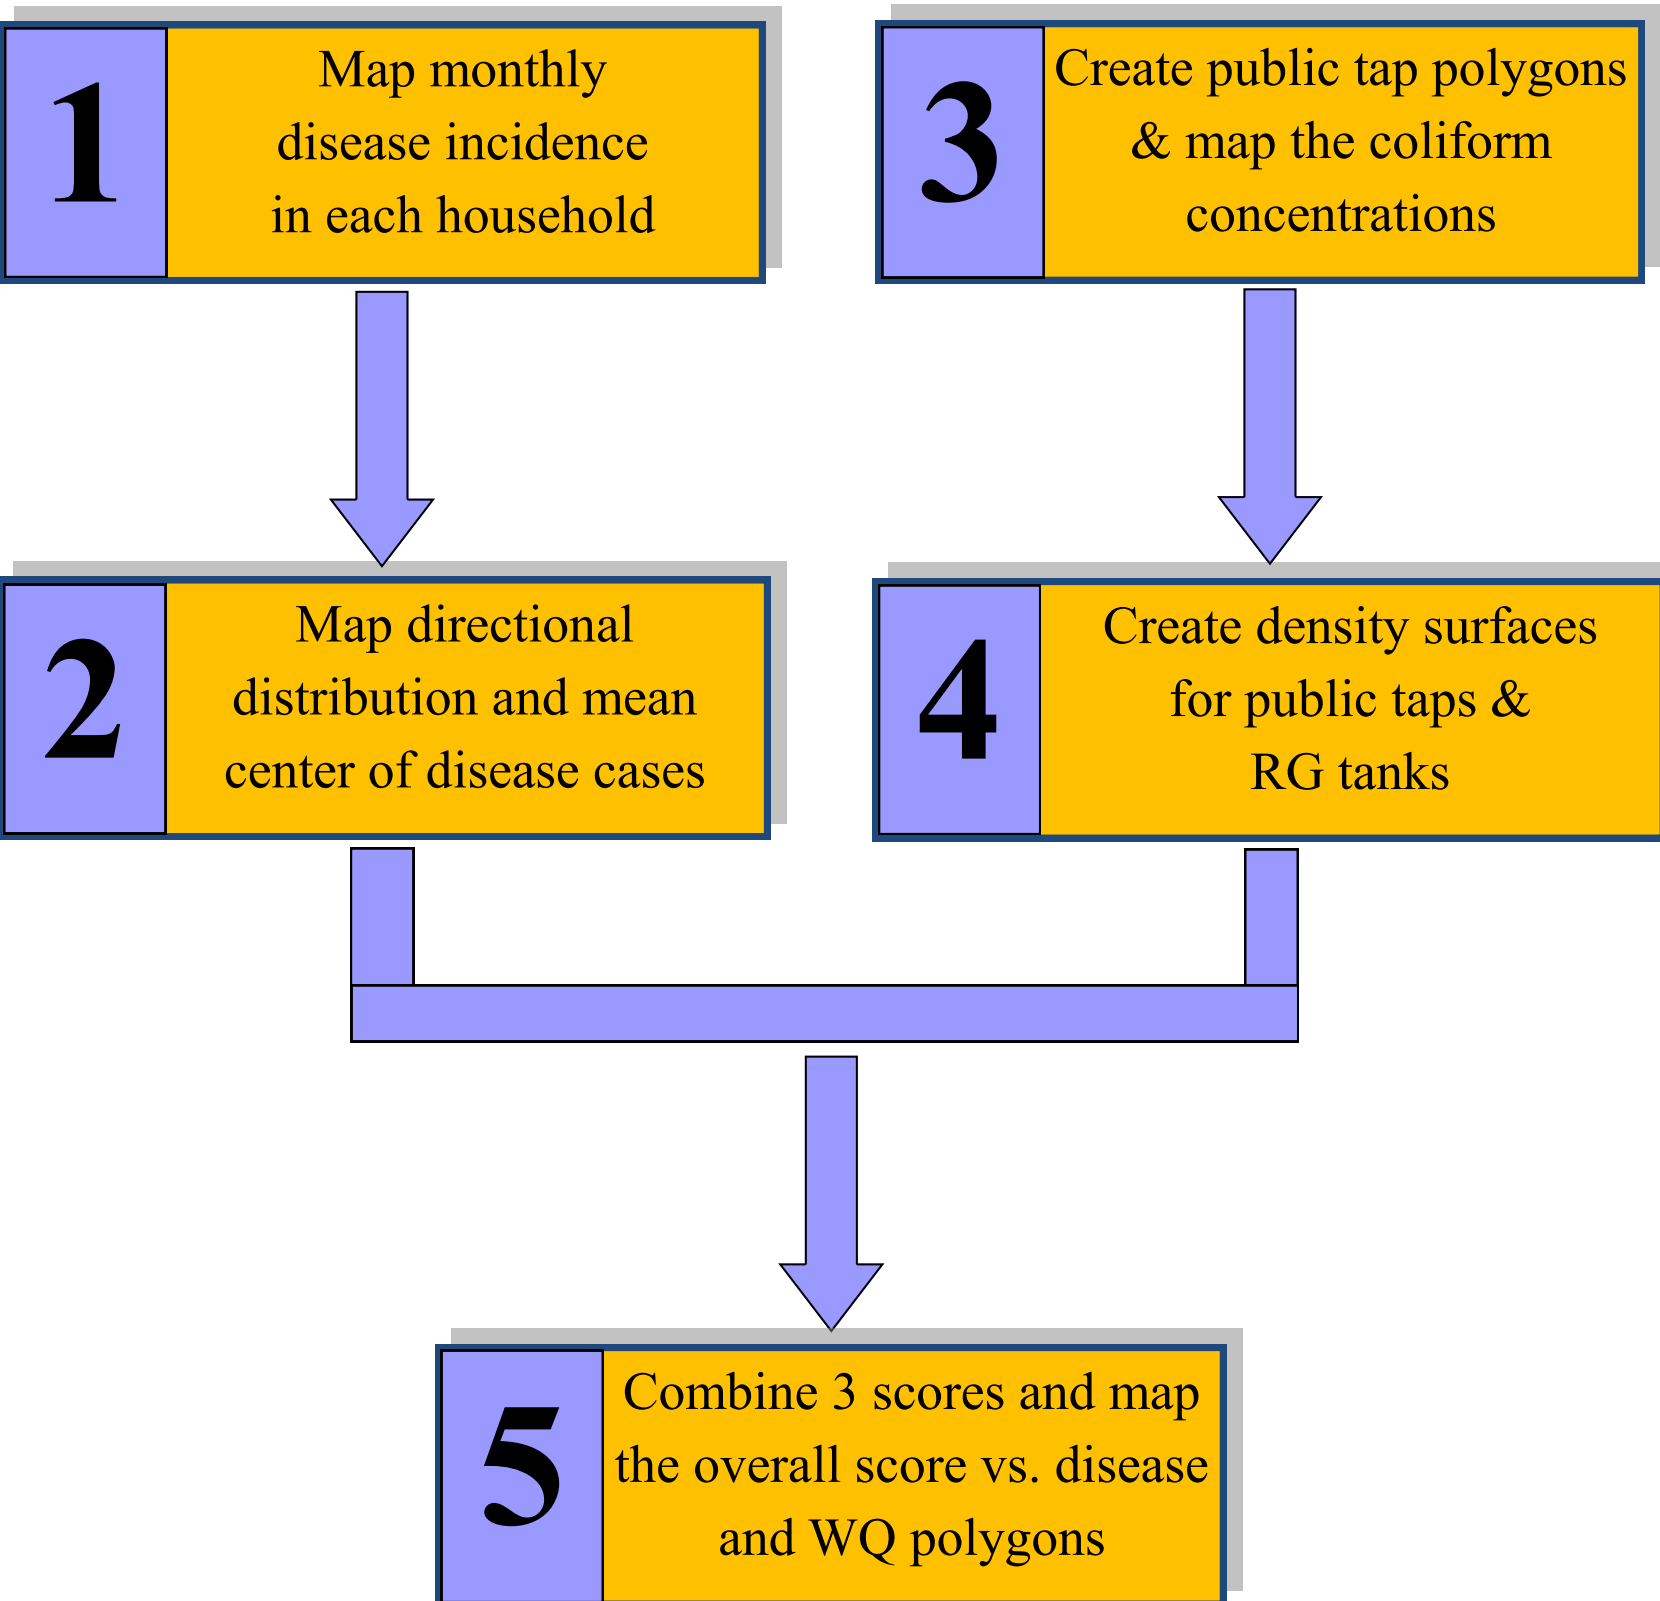 1
Map monthly
disease incidence
in each household
2
Map directional
distribution and mean
center of disease cases
3
Create public tap polygons
& map the coliform
concentrations
4
Create density surfaces
for public taps &
RG tanks
5
Combine 3 scores and map
the overall score vs. disease
and WQ polygons